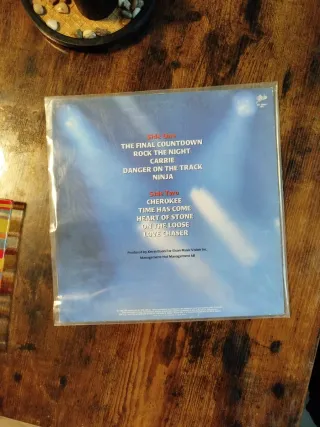 Side One
THE FINAL COUNTDOWN
ROCK THE NIGHT
CARRIE
DANGER ON THE TRACK
NINJA
Side Two
CHEROKEE
TIME HAS COME
HEART OF STONE
ON THE LOOSE
LOVE CHASER